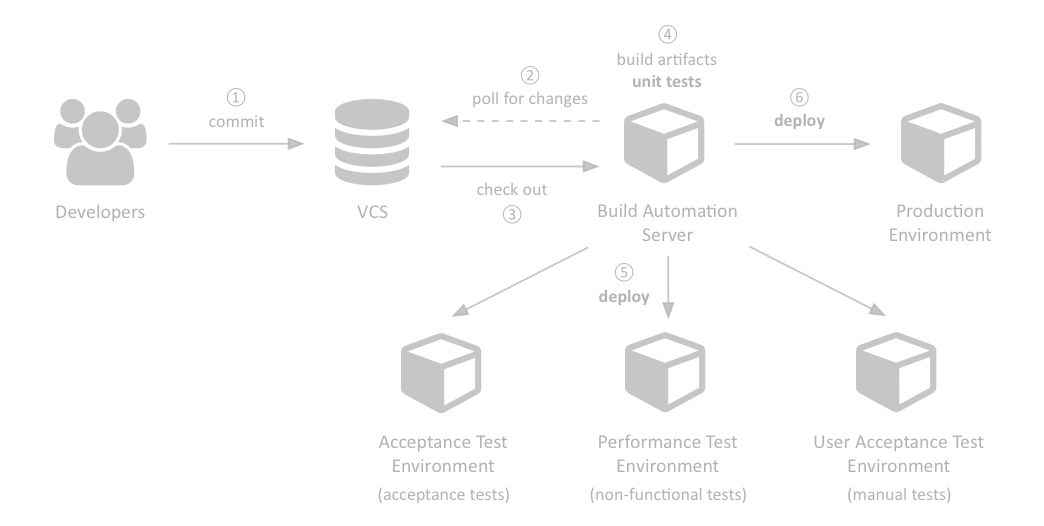 ④
build artifacts
unit tests
②
poll for changes
①
commit
⑥
deploy
check out
③
Developers
VCS
Build Automation
Server
Production
Environment
⑤
deploy
Acceptance Test
Environment
(acceptance tests)
Performance Test
Environment
(non-functional tests)
User Acceptance Test
Environment
(manual tests)